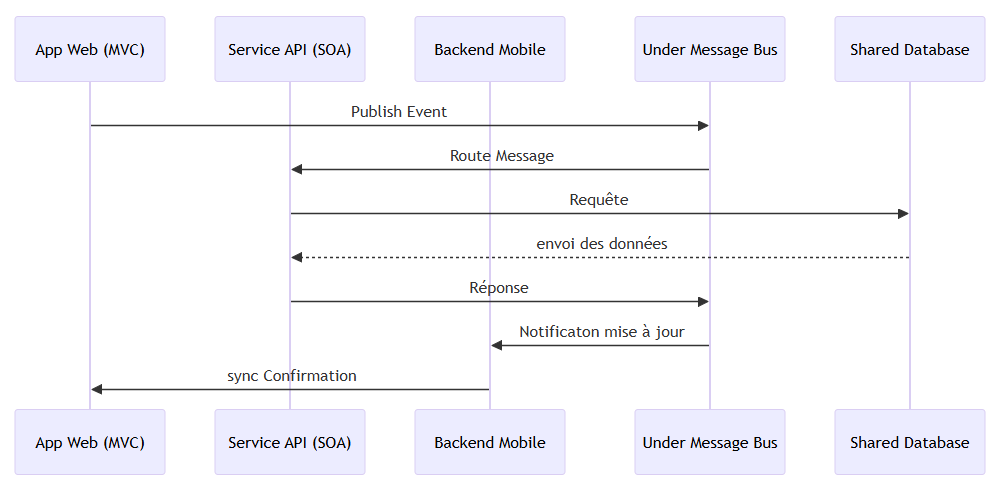 App Web (MVC)
Service API (SOA)
Backend Mobile
Under Message Bus
Shared Database
Publish Event
Route Message
Requête
envoi des données
Réponse
Notificaton mise à jour
sync Confirmation
App Web (MVC)
Service API (SOA)
Backend Mobile
Under Message Bus
Shared Database